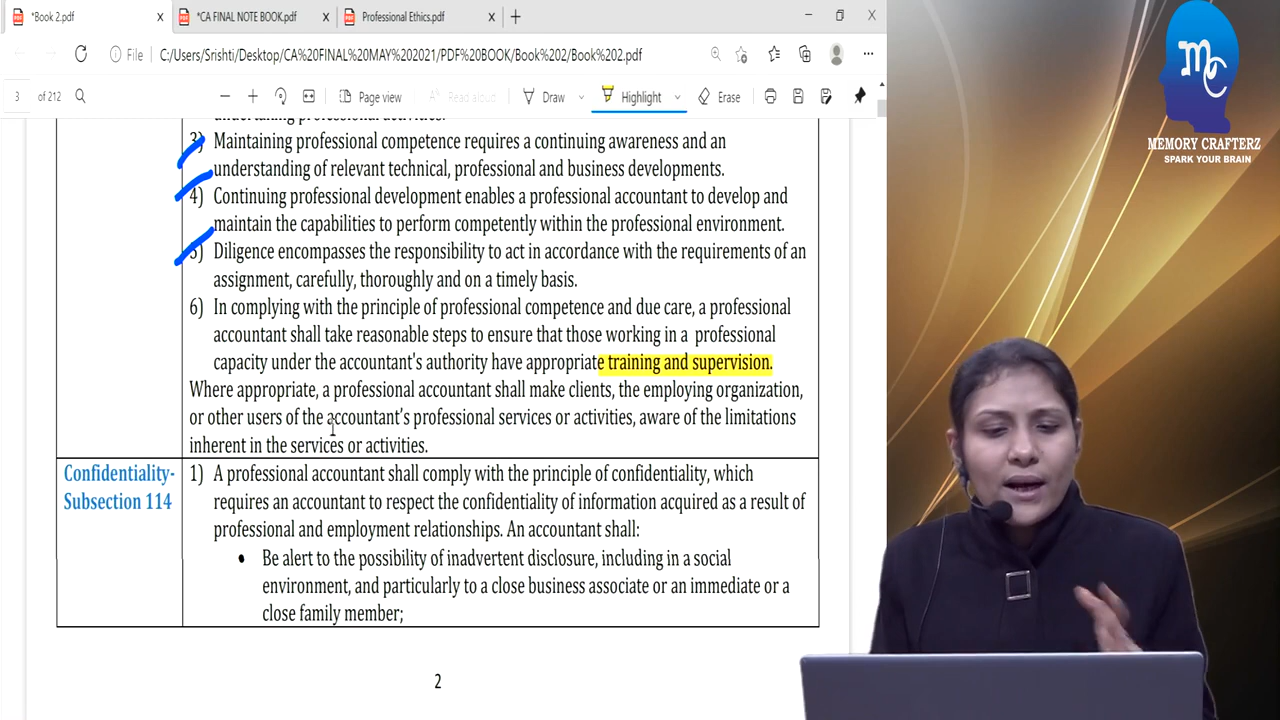 *Book 2.pdf
*CA FINAL NOTE BOOK.pdf
Professional Ethics.pdf
File C:/Users/Srishti/Desktop/CA%20FINAL%20MAY%202021/PDF%20BOOK/Book%202/Book%202.pdf
3 of 212
Page view
Read aloud
Draw
Highlight
Erase
undertaking professional activities.
3) Maintaining professional competence requires a continuing awareness and an
understanding of relevant technical, professional and business developments.
4) Continuing professional development enables a professional accountant to develop and
maintain the capabilities to perform competently within the professional environment.
5) Diligence encompasses the responsibility to act in accordance with the requirements of an
assignment, carefully, thoroughly and on a timely basis.
6) In complying with the principle of professional competence and due care, a professional
accountant shall take reasonable steps to ensure that those working in a professional
capacity under the accountant's authority have appropriate training and supervision.
Where appropriate, a professional accountant shall make clients, the employing organization,
or other users of the accountant's professional services or activities, aware of the limitations
inherent in the services or activities.
Confidentiality-
Subsection 114
1) A professional accountant shall comply with the principle of confidentiality, which
requires an accountant to respect the confidentiality of information acquired as a result of
professional and employment relationships. An accountant shall:
• Be alert to the possibility of inadvertent disclosure, including in a social
environment, and particularly to a close business associate or an immediate or a
close family member;
2
MC
MEMORY CRAFTERZ
SPARK YOUR BRAIN